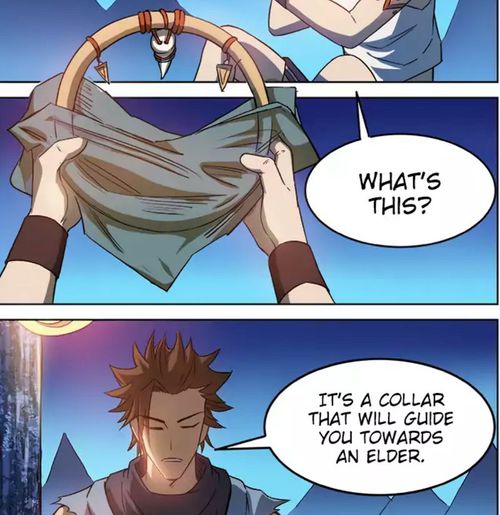 WHAT'S
THIS?
IT'S A COLLAR
THAT WILL GUIDE
YOU TOWARDS
AN ELDER.